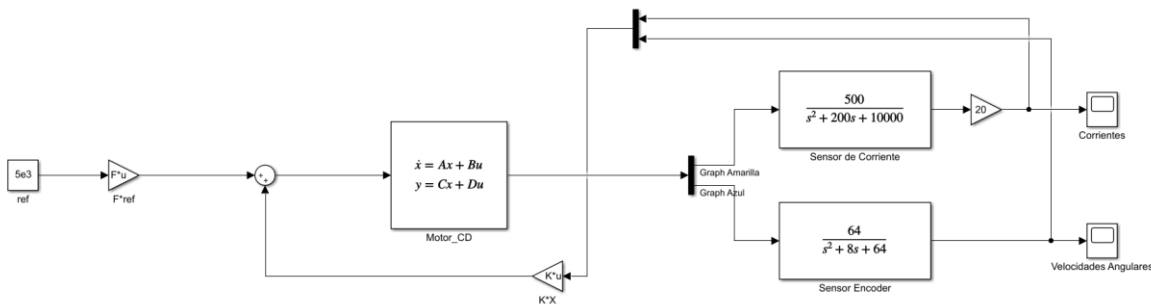 500
s² + 200s + 10000
20
Sensor de Corriente
Corrientes
5e3
ref
F*u
F*ref
++
ẋ = Ax + Bu
y = Cx + Du
Motor_CD
Graph Amarilla
Graph Azul
64
s² + 8s + 64
Sensor Encoder
Velocidades Angulares
K*u
K*X